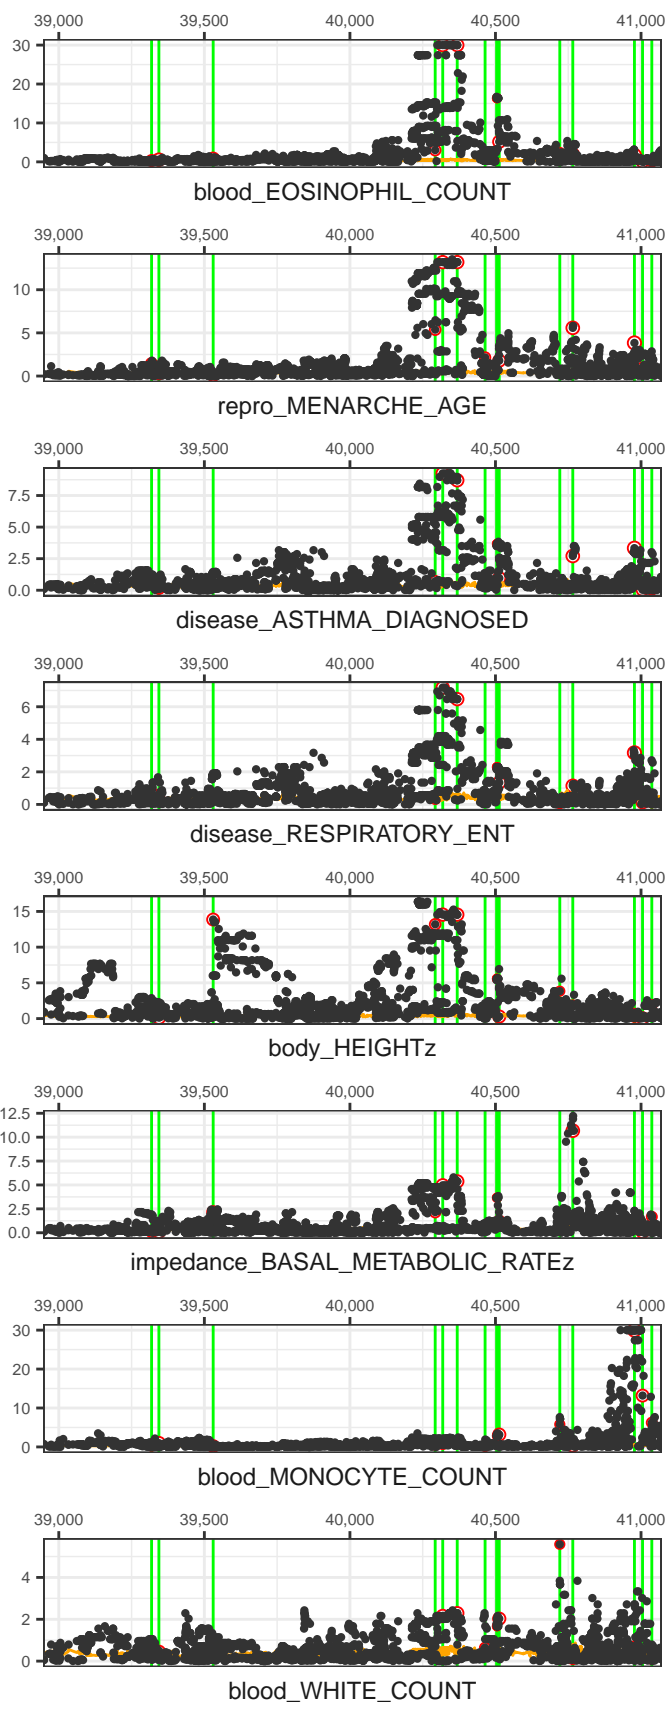 39,000 39,500 40,000 40,500 41,000
30
20
10
0
blood_EOSINOPHIL_COUNT
39,000 39,500 40,000 40,500 41,000
10
5
0
repro_MENARCHE_AGE
39,000 39,500 40,000 40,500 41,000
7.5
5.0
2.5
0.0
disease_ASTHMA_DIAGNOSED
39,000 39,500 40,000 40,500 41,000
6
4
2
0
disease_RESPIRATORY_ENT
39,000 39,500 40,000 40,500 41,000
15
10
5
0
body_HEIGHTz
39,000 39,500 40,000 40,500 41,000
12.5
10.0
7.5
5.0
2.5
0.0
impedance_BASAL_METABOLIC_RATEz
39,000 39,500 40,000 40,500 41,000
30
20
10
0
blood_MONOCYTE_COUNT
39,000 39,500 40,000 40,500 41,000
4
2
0
blood_WHITE_COUNT